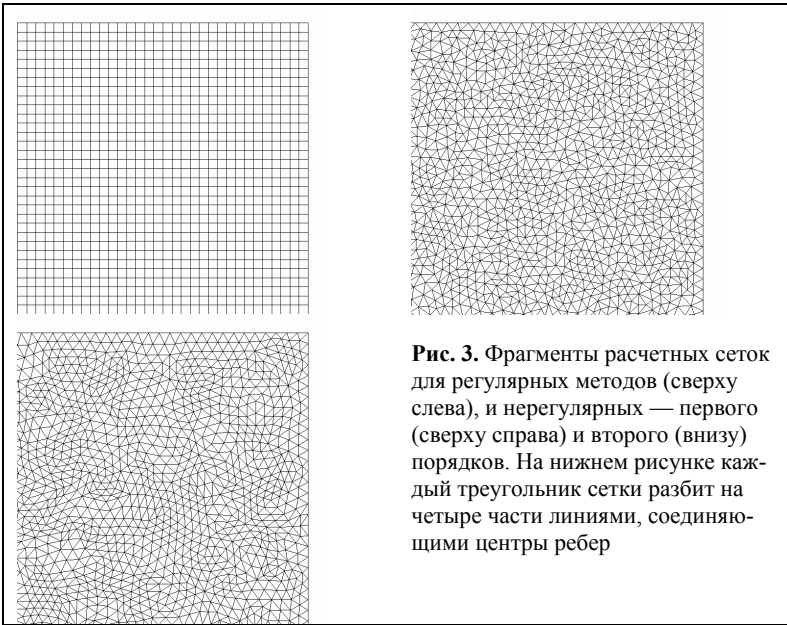 Рис. 3. Фрагменты расчетных сеток
для регулярных методов (сверху
слева), и нерегулярных — первого
(сверху справа) и второго (внизу)
порядков. На нижнем рисунке каж-
дый треугольник сетки разбит на
четыре части линиями, соединяю-
щими центры ребер